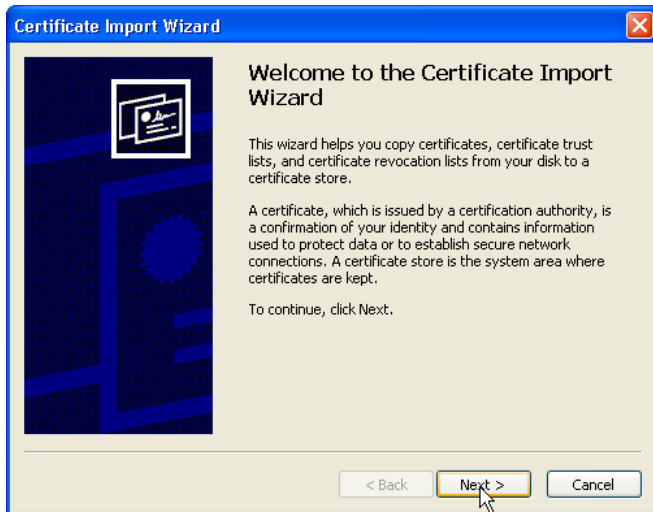 Certificate Import Wizard
Welcome to the Certificate Import
Wizard
This wizard helps you copy certificates, certificate trust
lists, and certificate revocation lists from your disk to a
certificate store.
A certificate, which is issued by a certification authority, is
a confirmation of your identity and contains information
used to protect data or to establish secure network
connections. A certificate store is the system area where
certificates are kept.
To continue, click Next.
< Back
Next >
Cancel